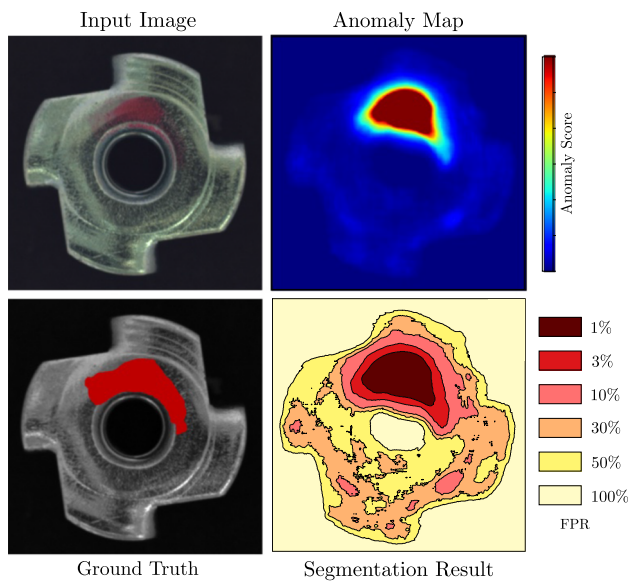 Input Image
Anomaly Map
Anomaly Score
1%
3%
10%
30%
50%
100%
FPR
Ground Truth
Segmentation Result